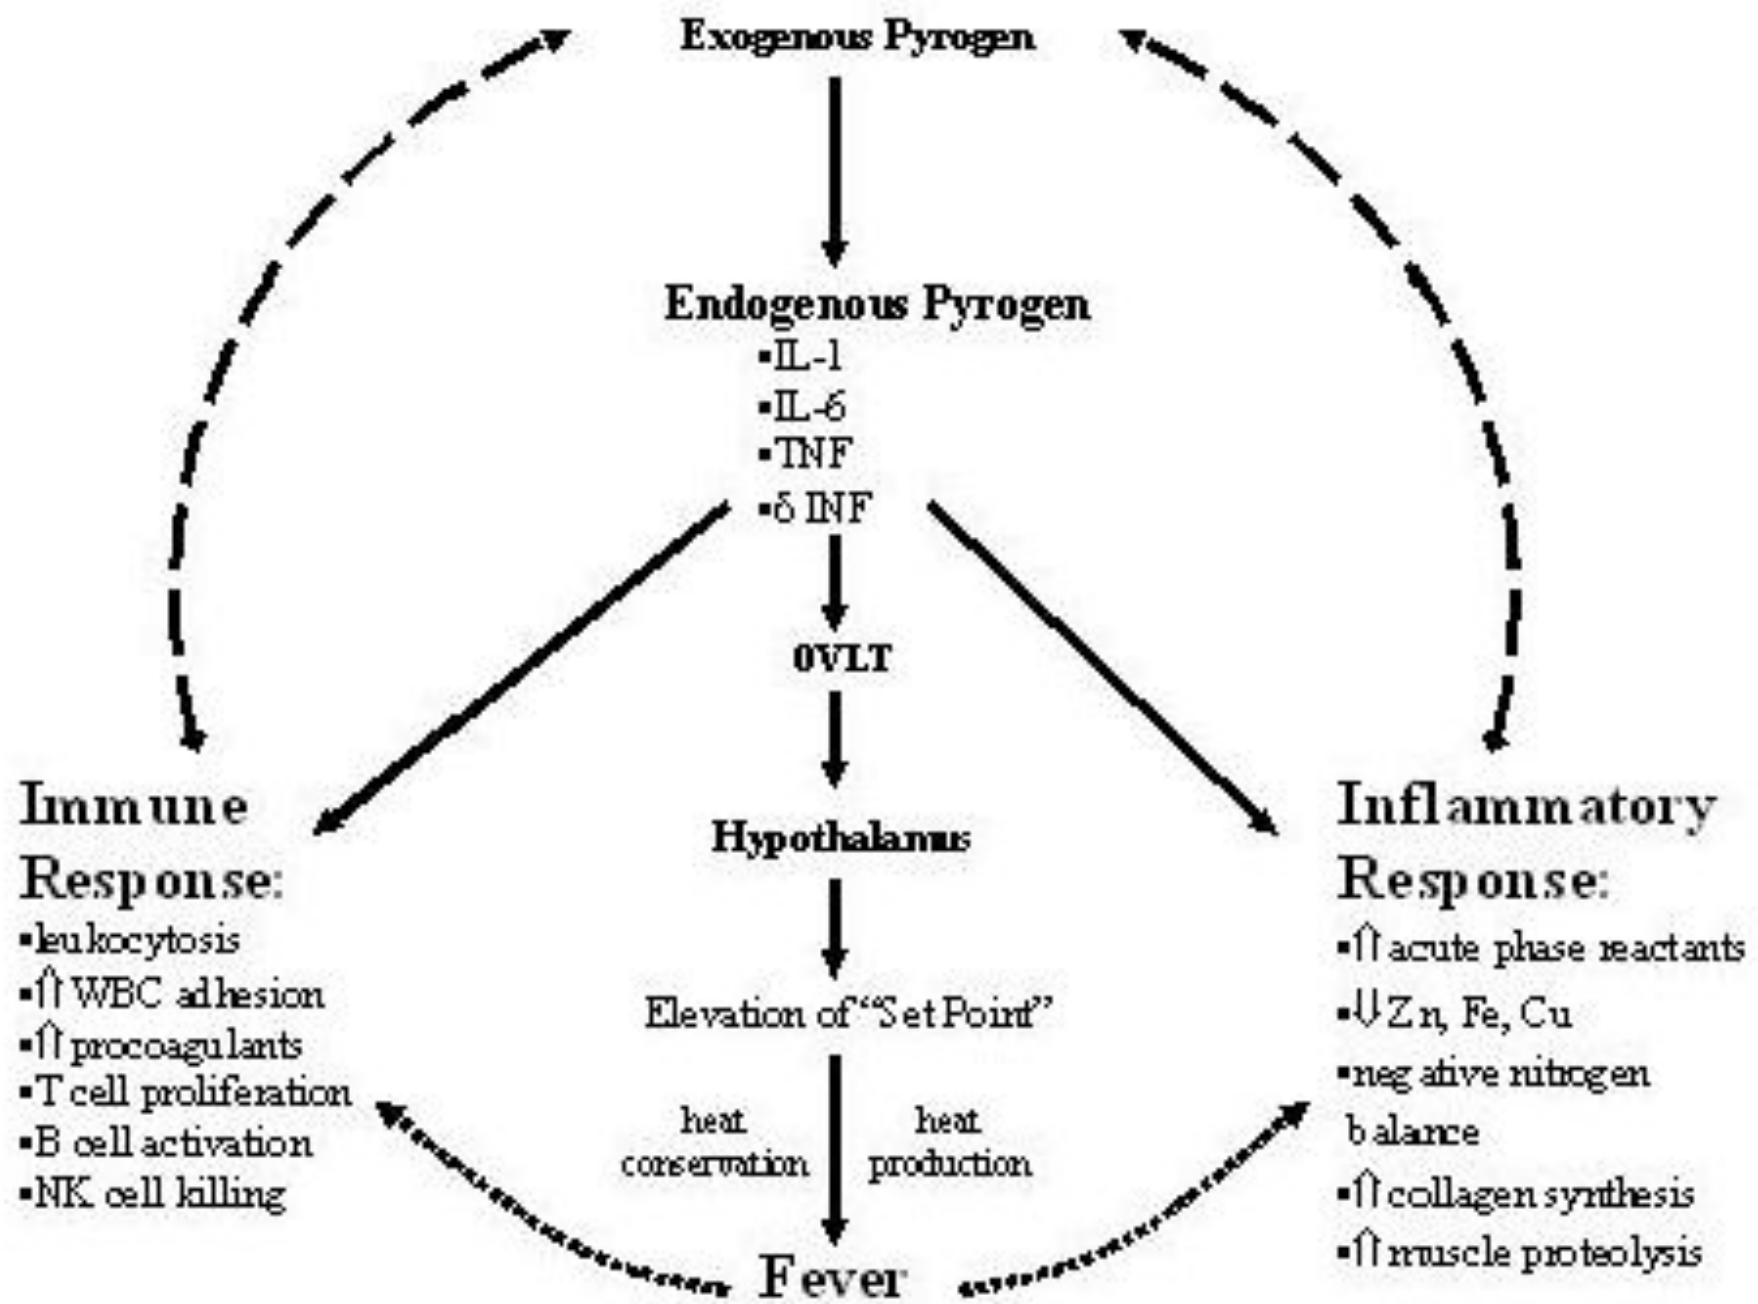 Exogenous Pyrogen
Endogenous Pyrogen
▪IL-1
▪IL-6
▪TNF
▪δ INF
OVLT
Hypothalamus
Elevation of “Set Point”
heat
conservation
heat
production
Fever
Immune
Response:
▪leukocytosis
▪⇑WBC adhesion
▪⇑procoagulants
▪T cell proliferation
▪B cell activation
▪NK cell killing
Inflammatory
Response:
▪⇑acute phase reactants
▪⇓Zn, Fe, Cu
▪negative nitrogen
balance
▪⇑collagen synthesis
▪⇑muscle proteolysis